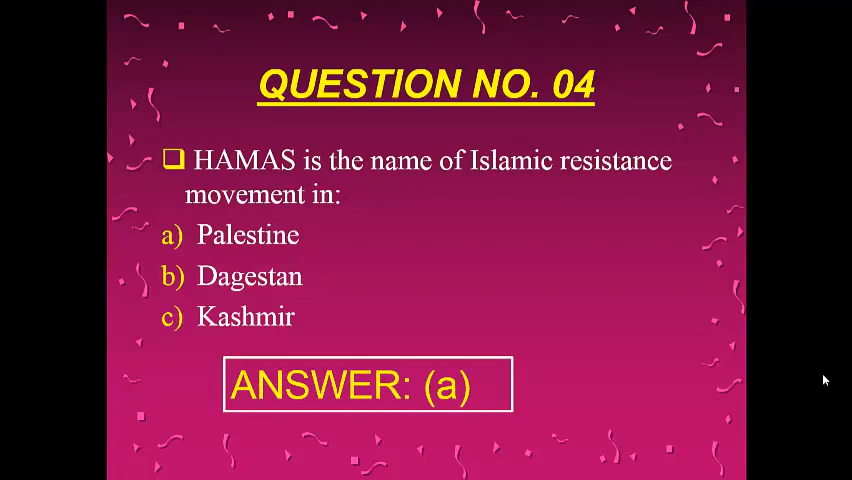 QUESTION NO. 04
❑ HAMAS is the name of Islamic resistance
movement in:
a) Palestine
b) Dagestan
c) Kashmir
ANSWER: (a)